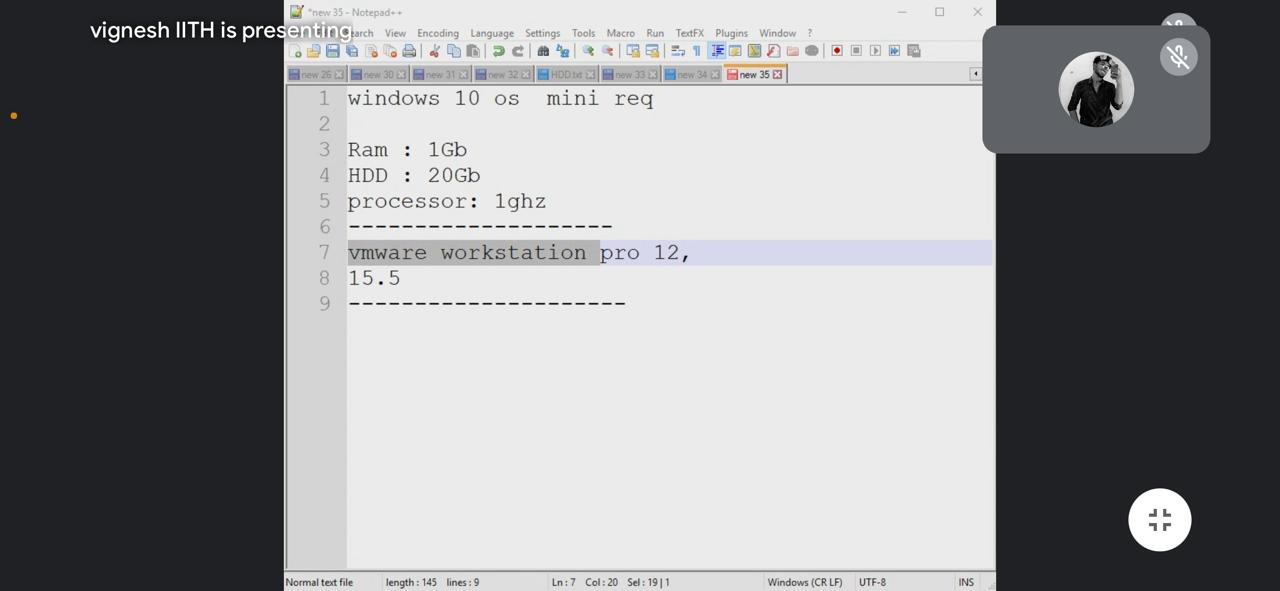 vignesh IITH is presenting
*new 35 - Notepad++
View Encoding Language Settings Tools Macro Run TextFX Plugins Window ?
new 26 new 30 new 31 new 32 HDD.txt new 33 new 34 new 35
1 windows 10 os  mini req
2
3 Ram : 1Gb
4 HDD : 20Gb
5 processor: 1ghz
6 --------------------
7 vmware workstation pro 12,
8 15.5
9 ---------------------
Normal text file length : 145 lines : 9 Ln : 7 Col : 20 Sel : 19 | 1 Windows (CR LF) UTF-8 INS